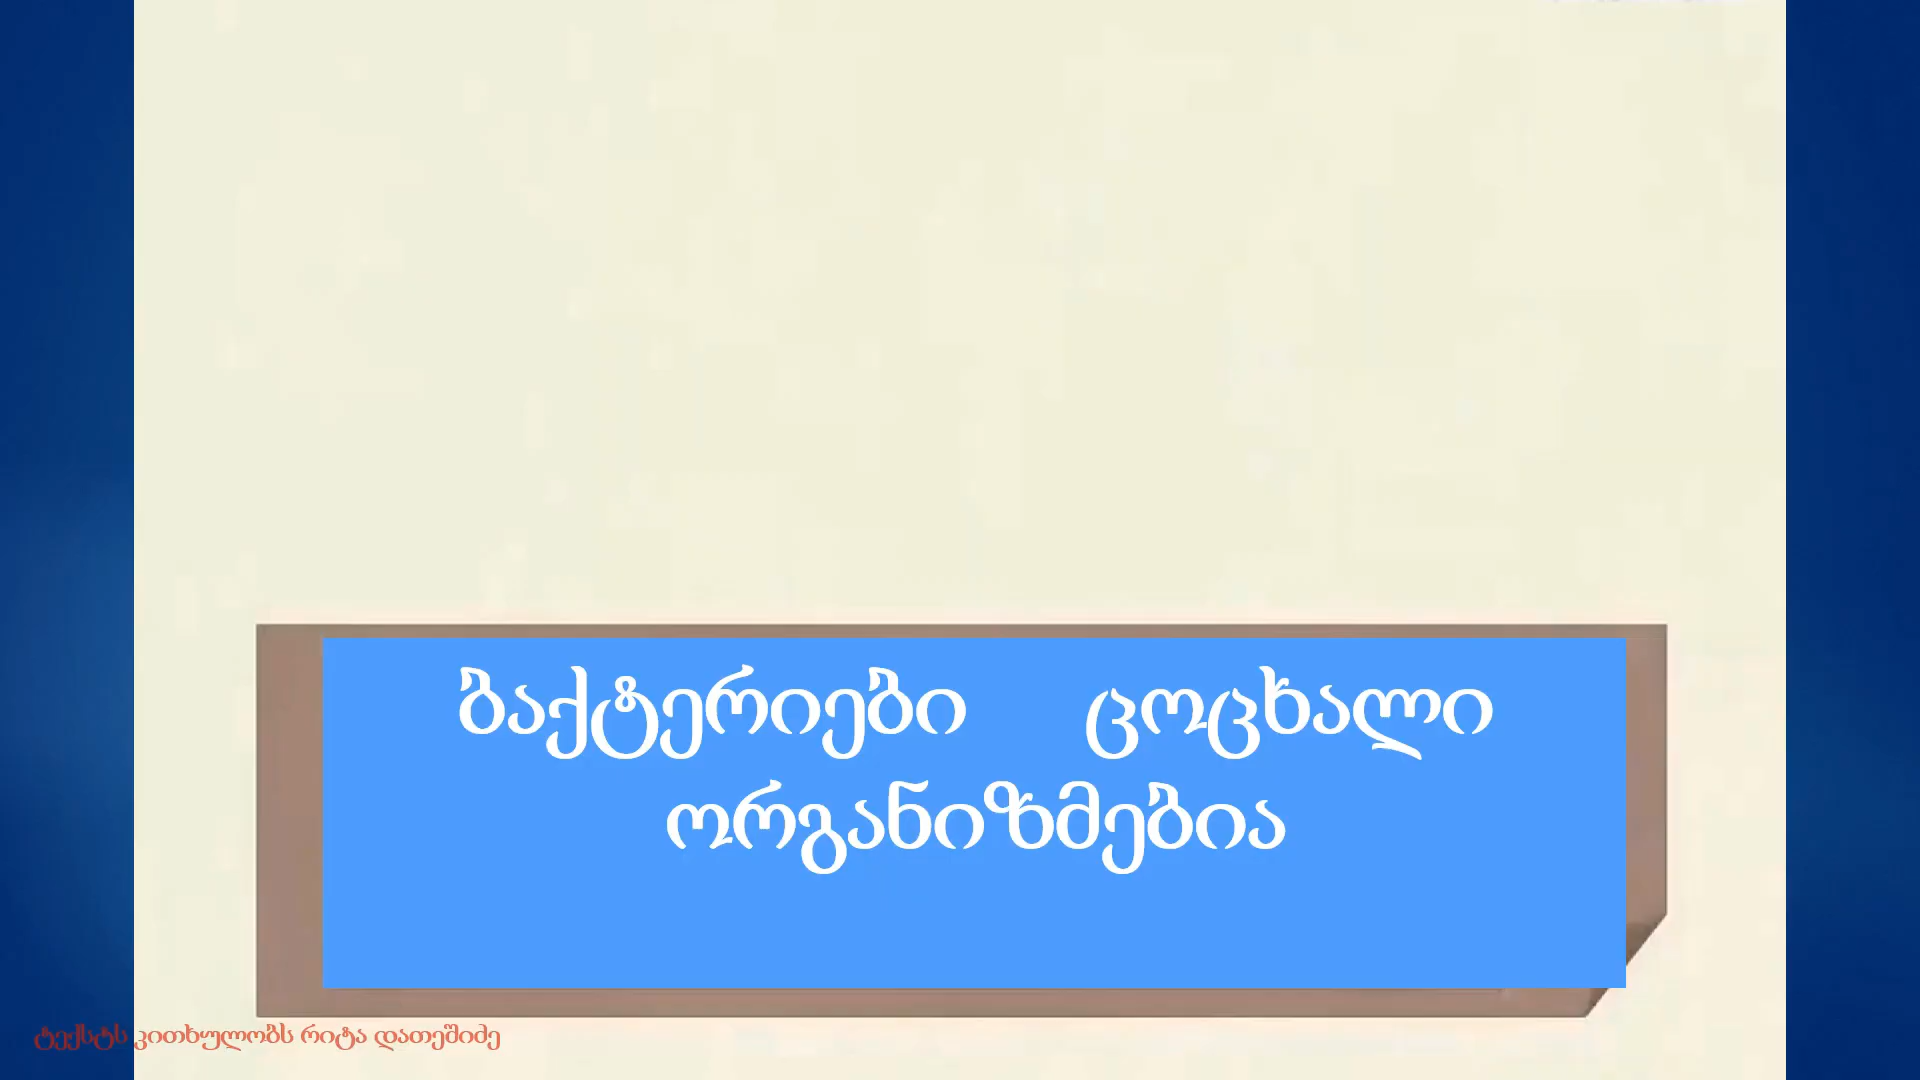 ბაქტერიები ცოცხალი
ორგანიზმებია
ტექსტს კითხულობს რიტა დათეშიძე